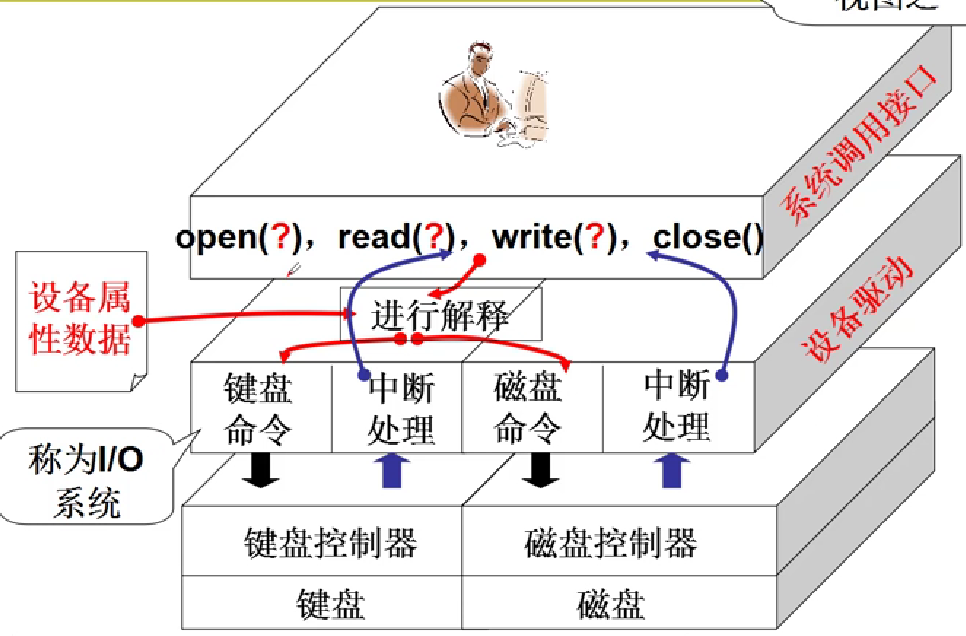 系统调用接口
open(?)，read(?)，write(?)，close()
设备属
性数据
进行解释
设备驱动
键盘
命令
中断
处理
磁盘
命令
中断
处理
称为I/O
系统
键盘控制器
磁盘控制器
键盘
磁盘